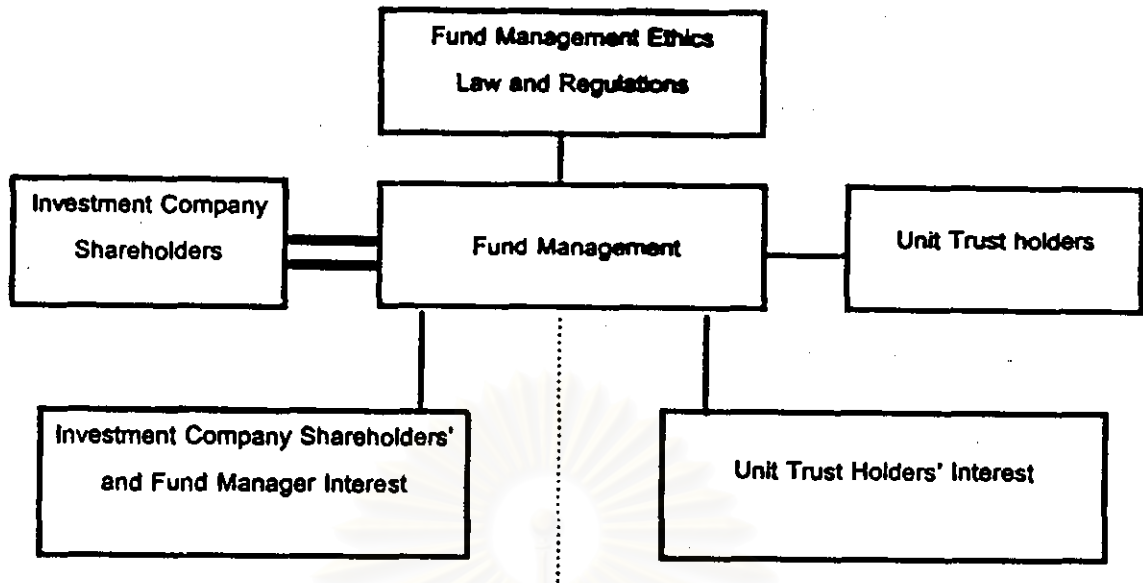 Fund Management Ethics
Law and Regulations
Investment Company
Shareholders
Fund Management
Unit Trust holders
Investment Company Shareholders'
and Fund Manager Interest
Unit Trust Holders' Interest